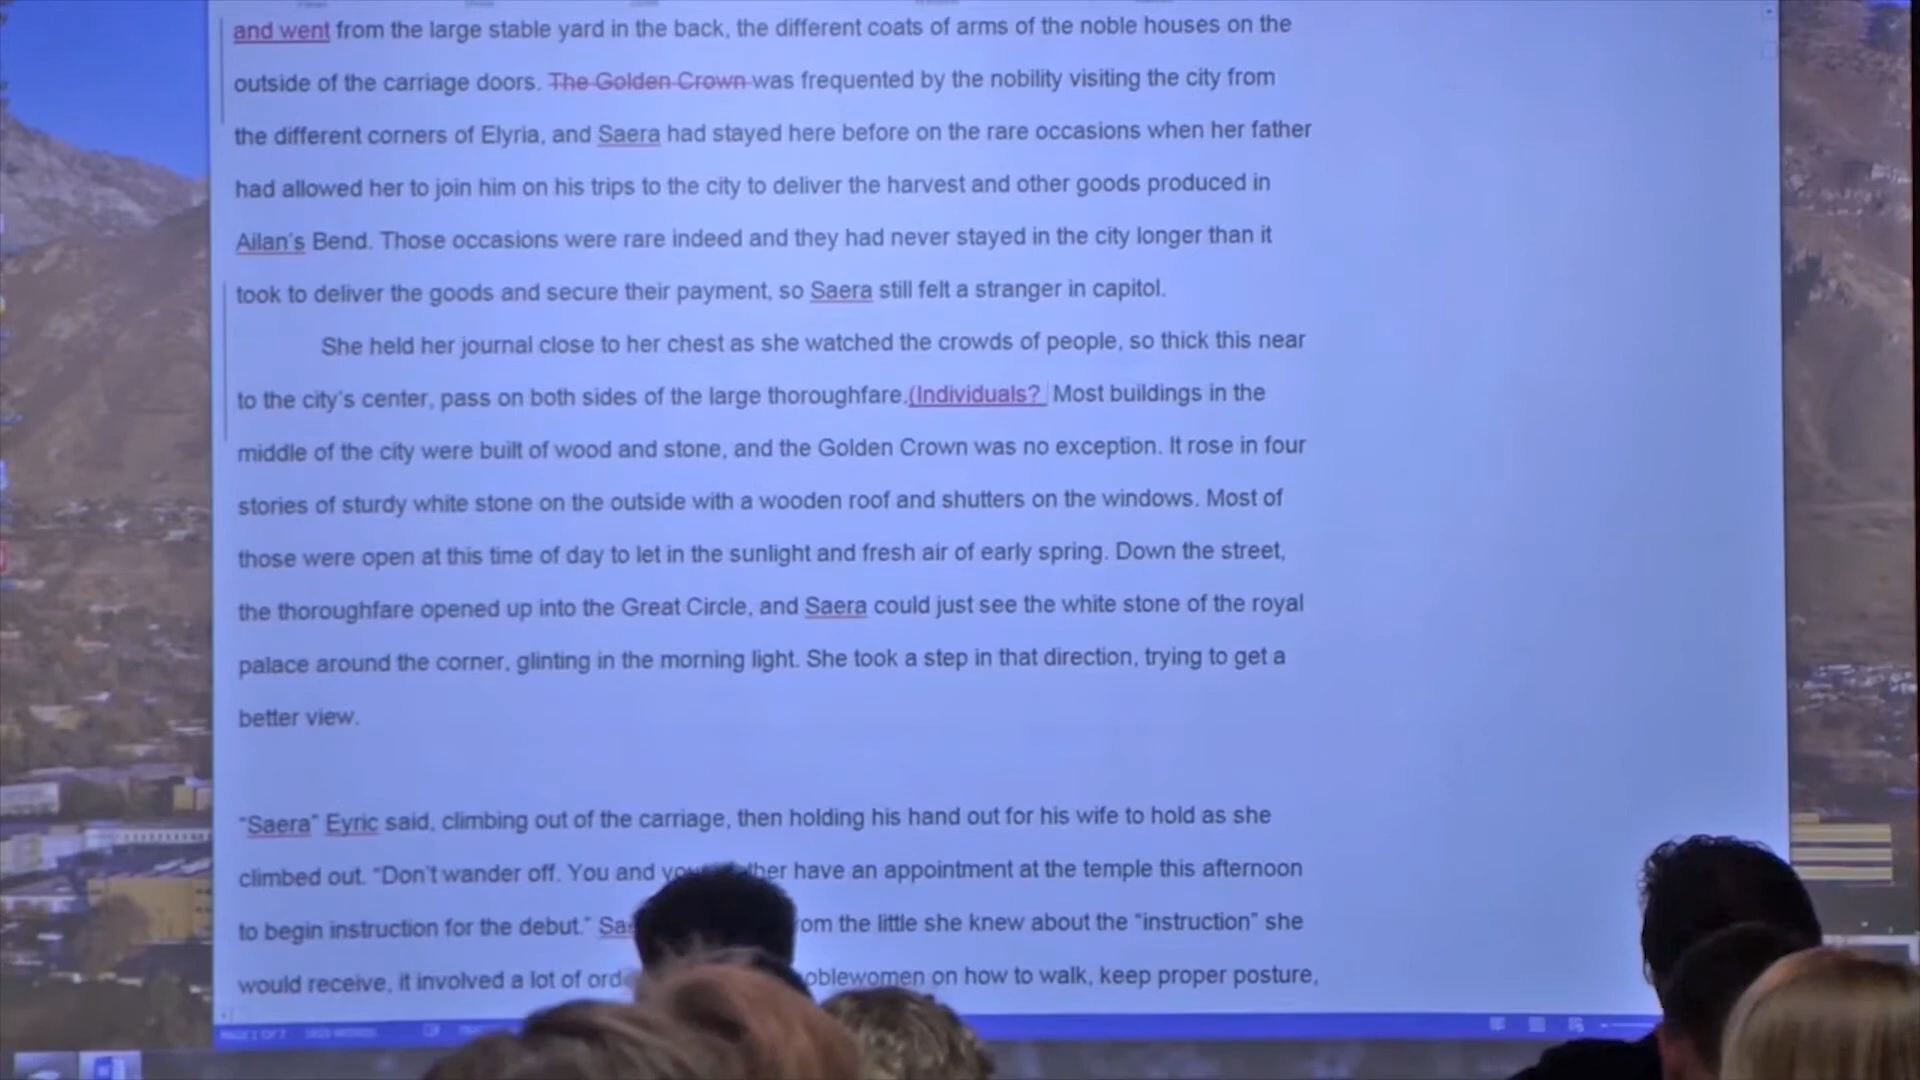 and went from the large stable yard in the back, the different coats of arms of the noble houses on the
outside of the carriage doors. The Golden Crown was frequented by the nobility visiting the city from
the different corners of Elyria, and Saera had stayed here before on the rare occasions when her father
had allowed her to join him on his trips to the city to deliver the harvest and other goods produced in
Ailan's Bend. Those occasions were rare indeed and they had never stayed in the city longer than it
took to deliver the goods and secure their payment, so Saera still felt a stranger in capitol.
She held her journal close to her chest as she watched the crowds of people, so thick this near
to the city's center, pass on both sides of the large thoroughfare.(Individuals? Most buildings in the
middle of the city were built of wood and stone, and the Golden Crown was no exception. It rose in four
stories of sturdy white stone on the outside with a wooden roof and shutters on the windows. Most of
those were open at this time of day to let in the sunlight and fresh air of early spring. Down the street,
the thoroughfare opened up into the Great Circle, and Saera could just see the white stone of the royal
palace around the corner, glinting in the morning light. She took a step in that direction, trying to get a
better view.
"Saera" Eyric said, climbing out of the carriage, then holding his hand out for his wife to hold as she
climbed out. "Don't wander off. You and have an appointment at the temple this afternoon
to begin instruction for the debut." the little she knew about the "instruction" she
would receive, it involved a lot of on how to walk, keep proper posture,